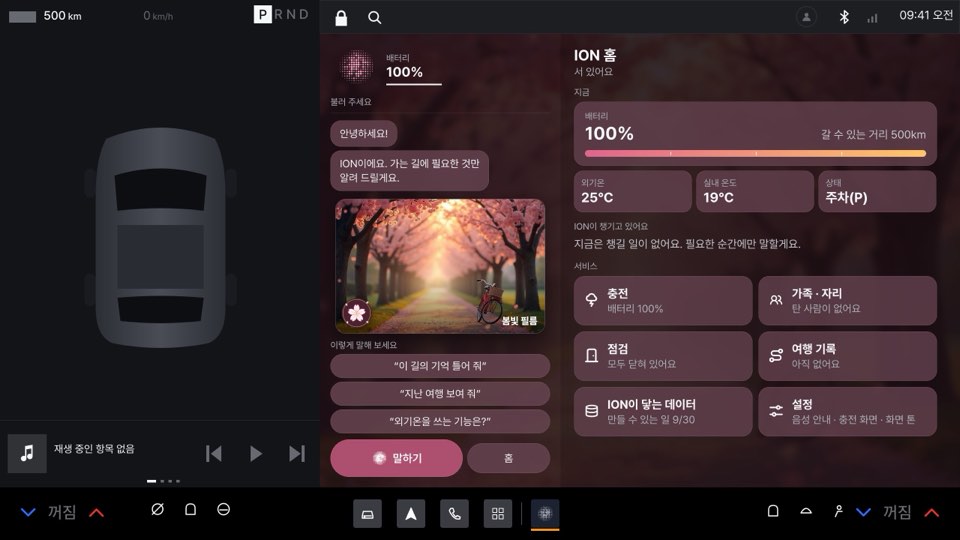 500 km
0 km/h
P R N D
09:41 오전
배터리
100%
불러 주세요
안녕하세요!
ION이에요. 가는 길에 필요한 것만
알려 드릴게요.
봄빛 필름
이렇게 말해 보세요
“이 길의 기억 틀어 줘”
“지난 여행 보여 줘”
“외기온을 쓰는 기능은?”
말하기
홈
ION 홈
서 있어요
지금
배터리
100%
갈 수 있는 거리 500km
외기온
25°C
실내 온도
19°C
상태
주차(P)
ION이 챙기고 있어요
지금은 챙길 일이 없어요. 필요한 순간에만 말할게요.
서비스
충전
배터리 100%
가족 · 자리
탄 사람이 없어요
점검
모두 닫혀 있어요
여행 기록
아직 없어요
ION이 닿는 데이터
만들 수 있는 일 9/30
설정
음성 안내 · 충전 화면 · 화면 톤
재생 중인 항목 없음
꺼짐
꺼짐